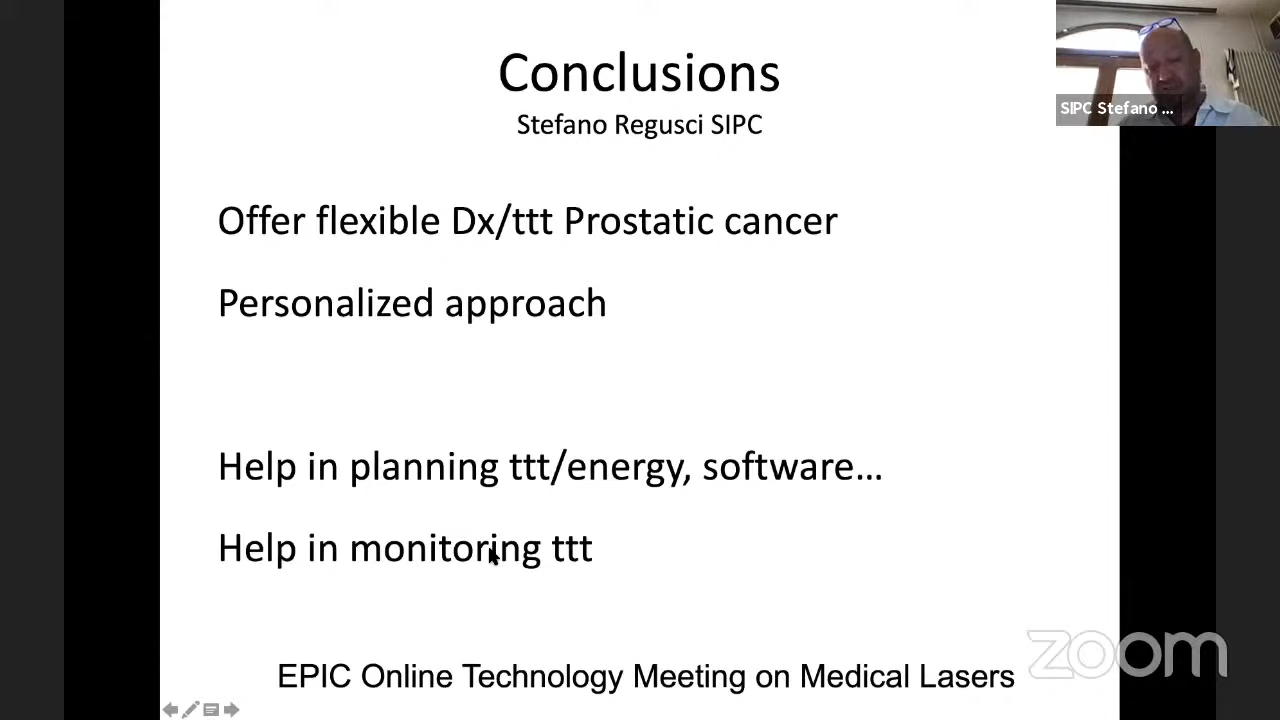 Conclusions
Stefano Regusci SIPC
SIPC Stefano ...
Offer flexible Dx/ttt Prostatic cancer
Personalized approach
Help in planning ttt/energy, software…
Help in monitoring ttt
EPIC Online Technology Meeting on Medical Lasers
zoom